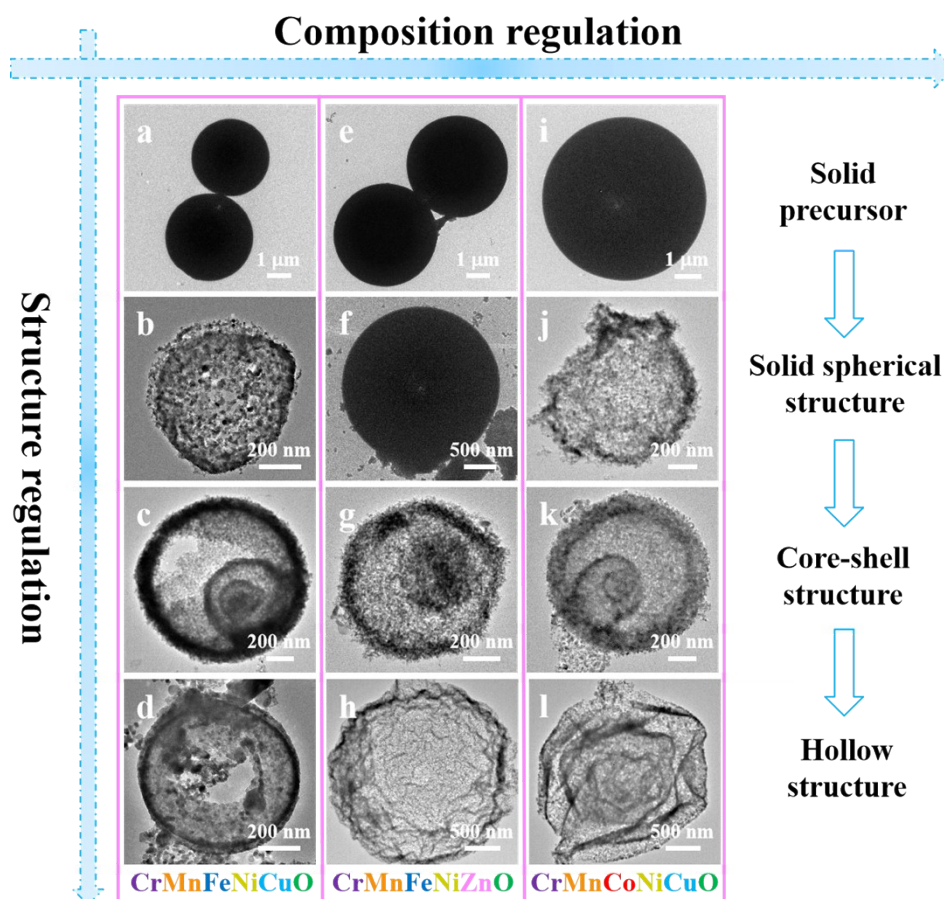 Composition regulation
Structure regulation
a
e
i
1 μm
1 μm
1 μm
Solid
precursor
b
f
j
200 nm
500 nm
200 nm
Solid spherical
structure
c
g
k
200 nm
200 nm
200 nm
Core-shell
structure
d
h
l
200 nm
500 nm
500 nm
Hollow
structure
CrMnFeNiCuO
CrMnFeNiZnO
CrMnCoNiCuO